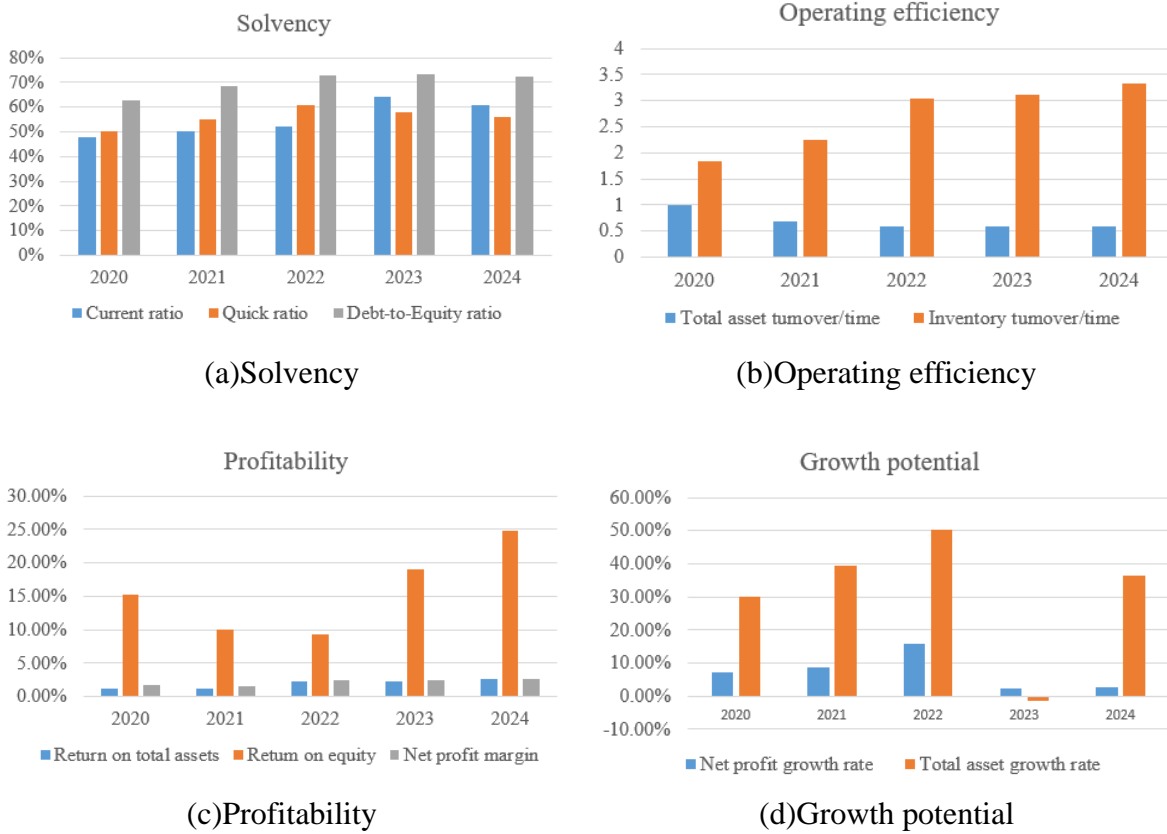 Solvency
80%
70%
60%
50%
40%
30%
20%
10%
0%
2020 2021 2022 2023 2024
Current ratio Quick ratio Debt-to-Equity ratio
(a)Solvency
Operating efficiency
4
3.5
3
2.5
2
1.5
1
0.5
0
2020 2021 2022 2023 2024
Total asset tumover/time Inventory tumover/time
(b)Operating efficiency
Profitability
30.00%
25.00%
20.00%
15.00%
10.00%
5.00%
0.00%
2020 2021 2022 2023 2024
Return on total assets Retum on equity Net profit margin
(c)Profitability
Growth potential
60.00%
50.00%
40.00%
30.00%
20.00%
10.00%
0.00%
-10.00%
2020 2021 2022 2023 2024
Net profit growth rate Total asset growth rate
(d)Growth potential